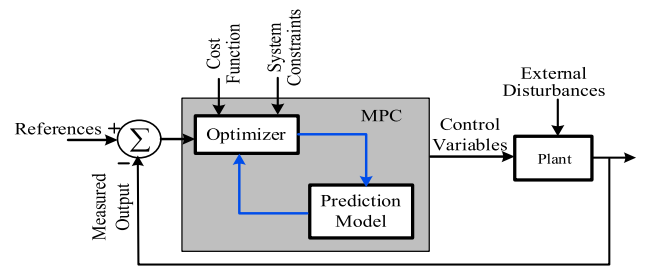 Cost
Function
System
Constraints
MPC
External
Disturbances
References
+
Σ
−
Optimizer
Control
Variables
Plant
Measured
Output
Prediction
Model